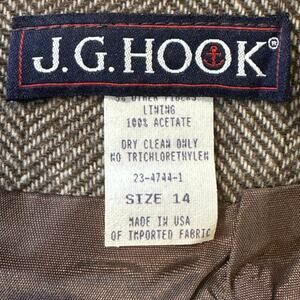 J.G.HOOK®
3% OTHER FIBERS
LINING
100% ACETATE
DRY CLEAN ONLY
NO TRICHLORETHYLEN
23-4744-1
SIZE 14
MADE IN USA
OF IMPORTED FABRIC